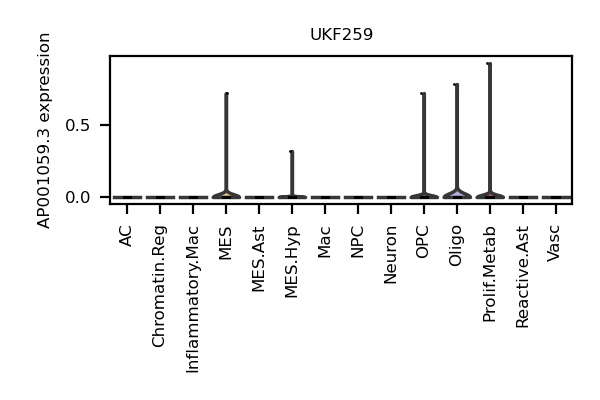 UKF259
AP001059.3 expression
0.5
0.0
AC
Chromatin.Reg
Inflammatory.Mac
MES
MES.Ast
MES.Hyp
Mac
NPC
Neuron
OPC
Oligo
Prolif.Metab
Reactive.Ast
Vasc